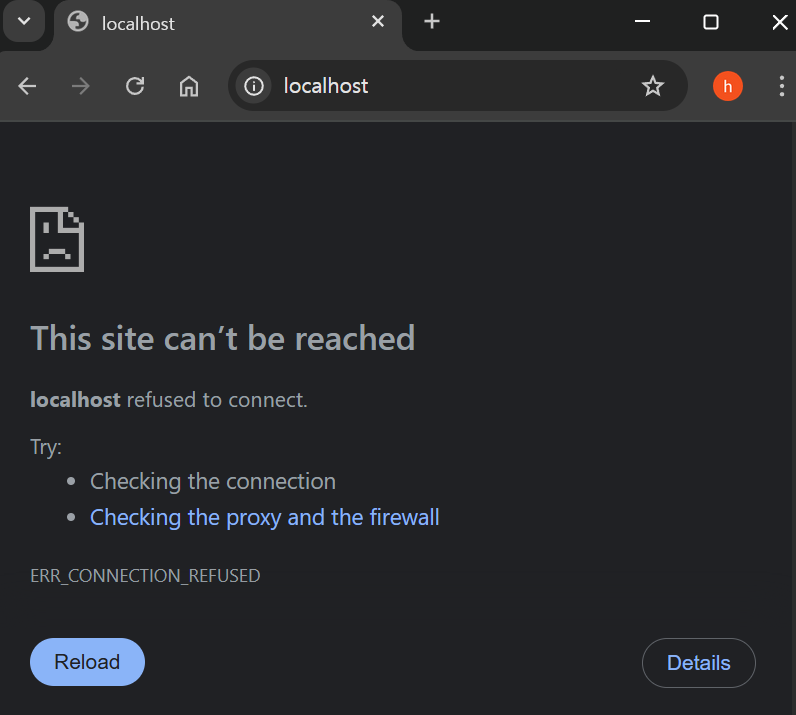 localhost
localhost
h
This site can’t be reached
localhost refused to connect.
Try:
Checking the connection
Checking the proxy and the firewall
ERR_CONNECTION_REFUSED
Reload
Details